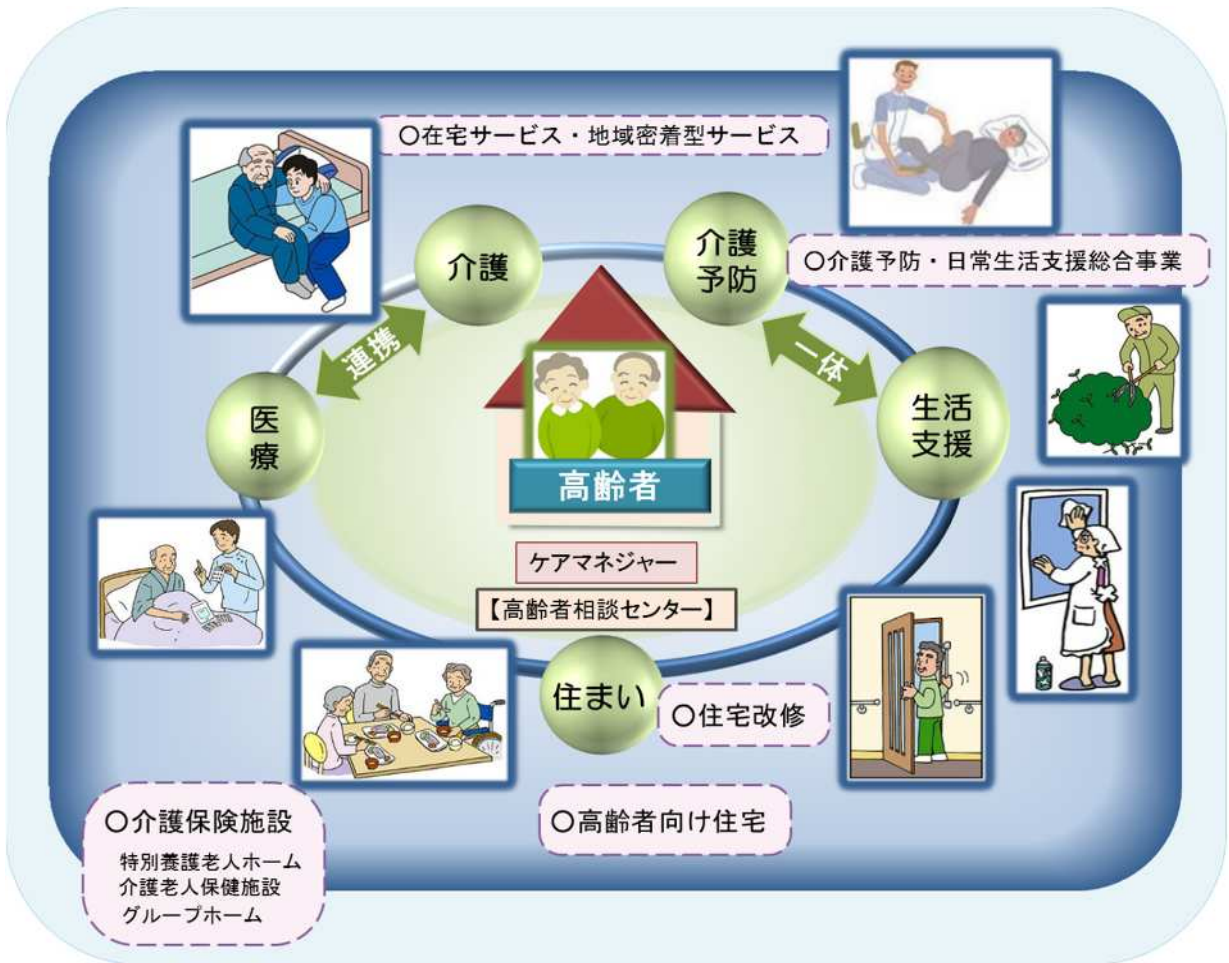 〇在宅サービス・地域密着型サービス
介護
介護
予防
〇介護予防・日常生活支援総合事業
連携
一体
医
療
生活
支援
高齢者
ケアマネジャー
【高齢者相談センター】
住まい
〇住宅改修
〇高齢者向け住宅
〇介護保険施設
特別養護老人ホーム
介護老人保健施設
グループホーム